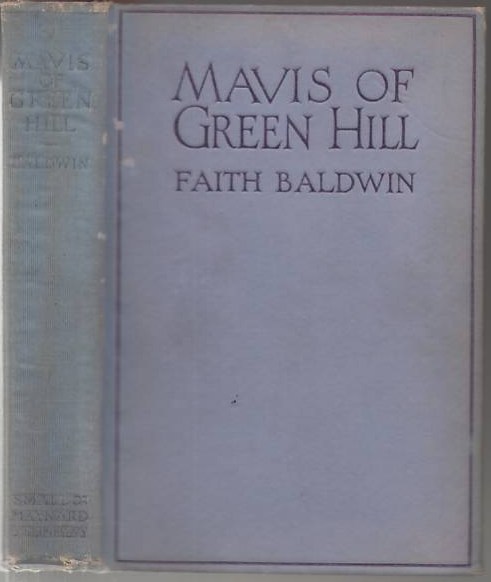 MAVIS
OF
GREEN
HILL
BALDWIN
SMALL
MAYNARD
COMPANY
MAVIS OF
GREEN HILL
FAITH BALDWIN